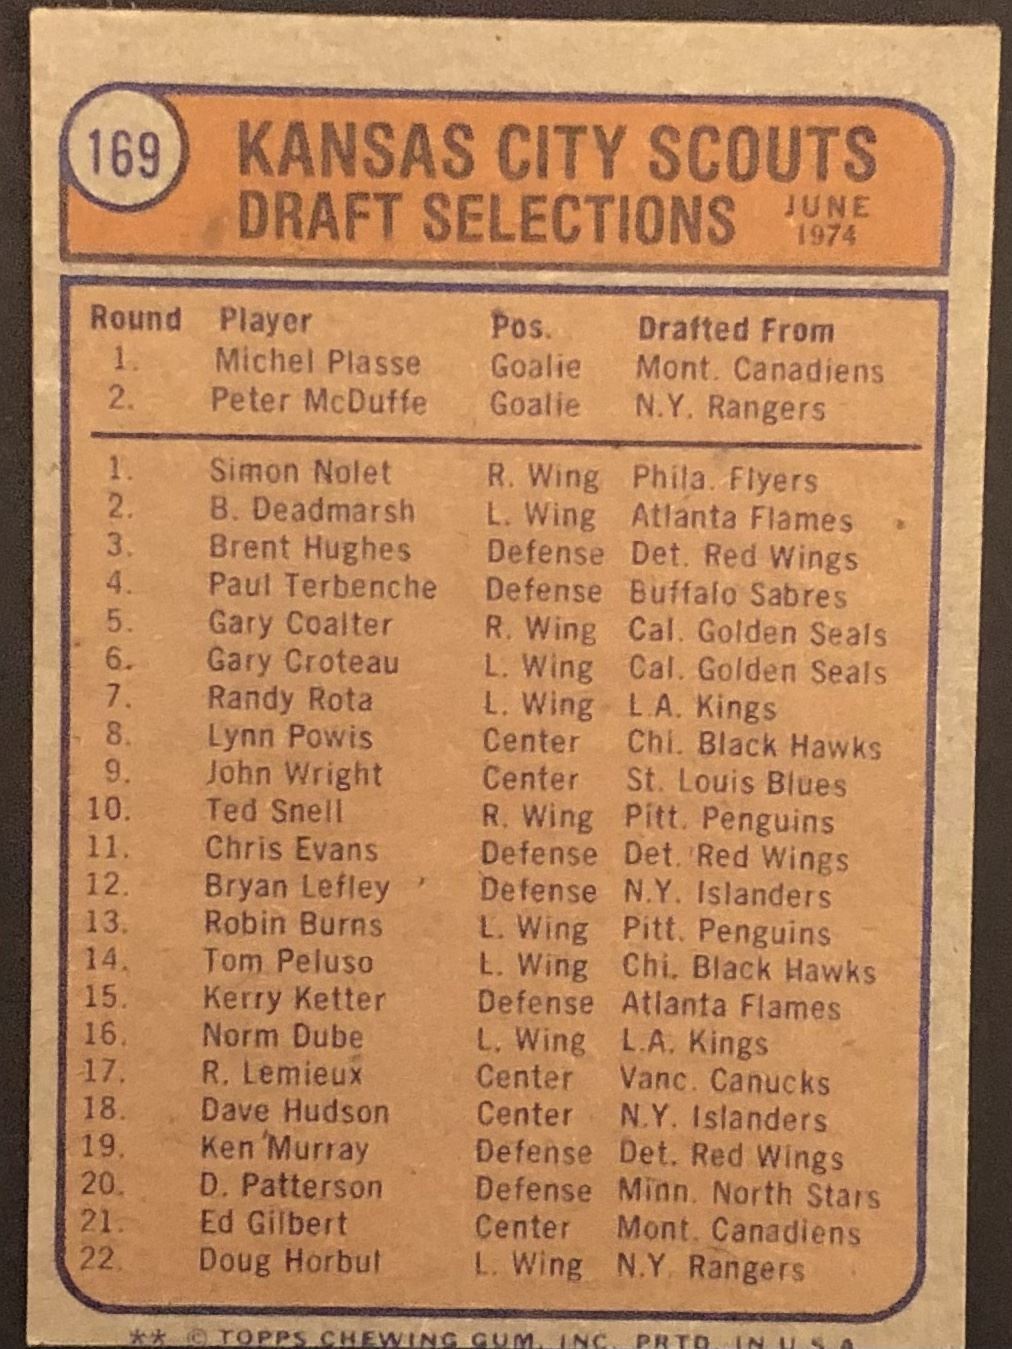 169
KANSAS CITY SCOUTS
DRAFT SELECTIONS JUNE 1974
Round Player Pos. Drafted From
1. Michel Plasse Goalie Mont. Canadiens
2. Peter McDuffe Goalie N.Y. Rangers
1. Simon Nolet R. Wing Phila. Flyers
2. B. Deadmarsh L. Wing Atlanta Flames
3. Brent Hughes Defense Det. Red Wings
4. Paul Terbenche Defense Buffalo Sabres
5. Gary Coalter R. Wing Cal. Golden Seals
6. Gary Croteau L. Wing Cal. Golden Seals
7. Randy Rota L. Wing L.A. Kings
8. Lynn Powis Center Chi. Black Hawks
9. John Wright Center St. Louis Blues
10. Ted Snell R. Wing Pitt. Penguins
11. Chris Evans Defense Det. Red Wings
12. Bryan Lefley Defense N.Y. Islanders
13. Robin Burns L. Wing Pitt. Penguins
14. Tom Peluso L. Wing Chi. Black Hawks
15. Kerry Ketter Defense Atlanta Flames
16. Norm Dube L. Wing L.A. Kings
17. R. Lemieux Center Vanc. Canucks
18. Dave Hudson Center N.Y. Islanders
19. Ken Murray Defense Det. Red Wings
20. D. Patterson Defense Minn. North Stars
21. Ed Gilbert Center Mont. Canadiens
22. Doug Horbul L. Wing N.Y. Rangers
** © TOPPS CHEWING GUM, INC. PRTD. IN U.S.A.